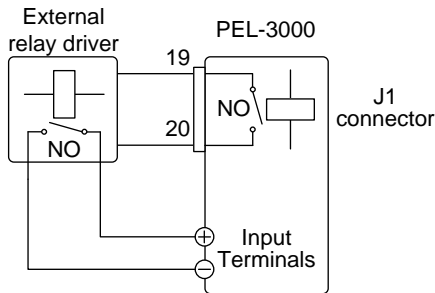 External
relay driver
PEL-3000
19
NO
20
NO
J1
connector
+
Input
Terminals
−